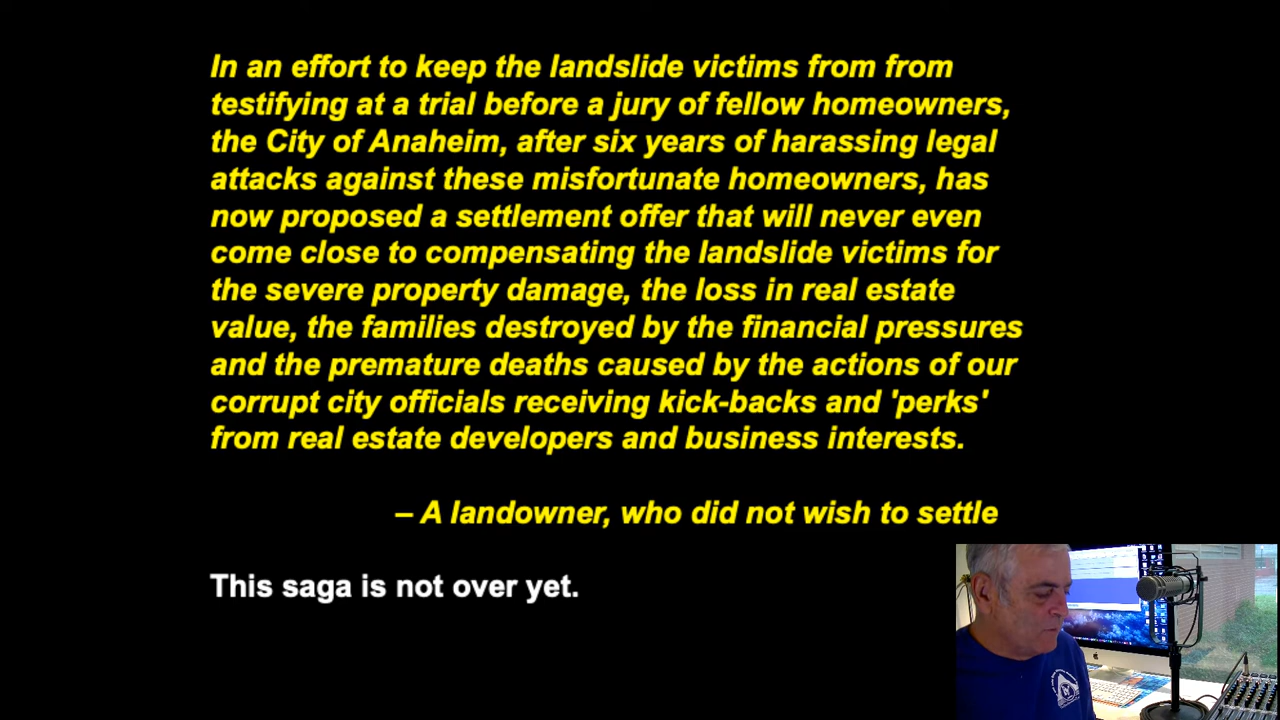 In an effort to keep the landslide victims from from
testifying at a trial before a jury of fellow homeowners,
the City of Anaheim, after six years of harassing legal
attacks against these misfortunate homeowners, has
now proposed a settlement offer that will never even
come close to compensating the landslide victims for
the severe property damage, the loss in real estate
value, the families destroyed by the financial pressures
and the premature deaths caused by the actions of our
corrupt city officials receiving kick-backs and 'perks'
from real estate developers and business interests.
– A landowner, who did not wish to settle
This saga is not over yet.